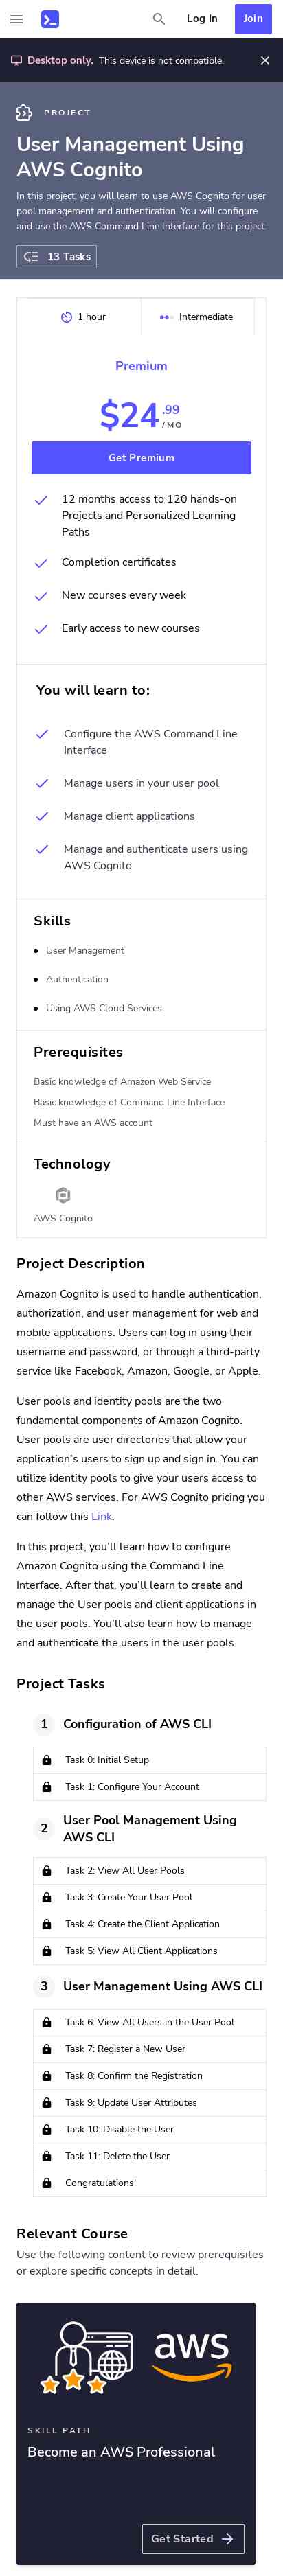 Log In
Join
Desktop only. This device is not compatible.
PROJECT
User Management Using
AWS Cognito
In this project, you will learn to use AWS Cognito for user
pool management and authentication. You will configure
and use the AWS Command Line Interface for this project.
13 Tasks
1 hour
Intermediate
Premium
$24.99
/ MO
Get Premium
12 months access to 120 hands-on
Projects and Personalized Learning
Paths
Completion certificates
New courses every week
Early access to new courses
You will learn to:
Configure the AWS Command Line
Interface
Manage users in your user pool
Manage client applications
Manage and authenticate users using
AWS Cognito
Skills
User Management
Authentication
Using AWS Cloud Services
Prerequisites
Basic knowledge of Amazon Web Service
Basic knowledge of Command Line Interface
Must have an AWS account
Technology
AWS Cognito
Project Description
Amazon Cognito is used to handle authentication,
authorization, and user management for web and
mobile applications. Users can log in using their
username and password, or through a third-party
service like Facebook, Amazon, Google, or Apple.
User pools and identity pools are the two
fundamental components of Amazon Cognito.
User pools are user directories that allow your
application’s users to sign up and sign in. You can
utilize identity pools to give your users access to
other AWS services. For AWS Cognito pricing you
can follow this Link.
In this project, you’ll learn how to configure
Amazon Cognito using the Command Line
Interface. After that, you’ll learn to create and
manage the User pools and client applications in
the user pools. You’ll also learn how to manage
and authenticate the users in the user pools.
Project Tasks
1
Configuration of AWS CLI
Task 0: Initial Setup
Task 1: Configure Your Account
2
User Pool Management Using
AWS CLI
Task 2: View All User Pools
Task 3: Create Your User Pool
Task 4: Create the Client Application
Task 5: View All Client Applications
3
User Management Using AWS CLI
Task 6: View All Users in the User Pool
Task 7: Register a New User
Task 8: Confirm the Registration
Task 9: Update User Attributes
Task 10: Disable the User
Task 11: Delete the User
Congratulations!
Relevant Course
Use the following content to review prerequisites
or explore specific concepts in detail.
aws
SKILL PATH
Become an AWS Professional
Get Started